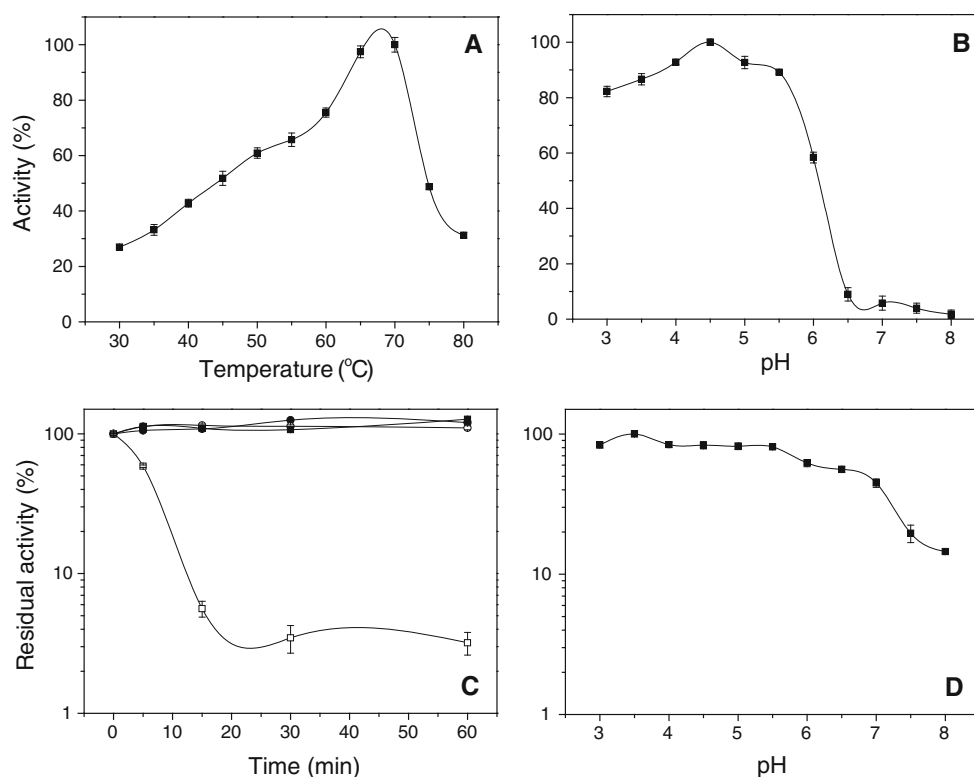 A
Activity (%)
100
80
60
40
20
0
30 40 50 60 70 80
Temperature (°C)
B
100
80
60
40
20
0
3 4 5 6 7 8
pH
C
Residual activity (%)
100
10
1
0 10 20 30 40 50 60
Time (min)
D
100
10
1
3 4 5 6 7 8
pH